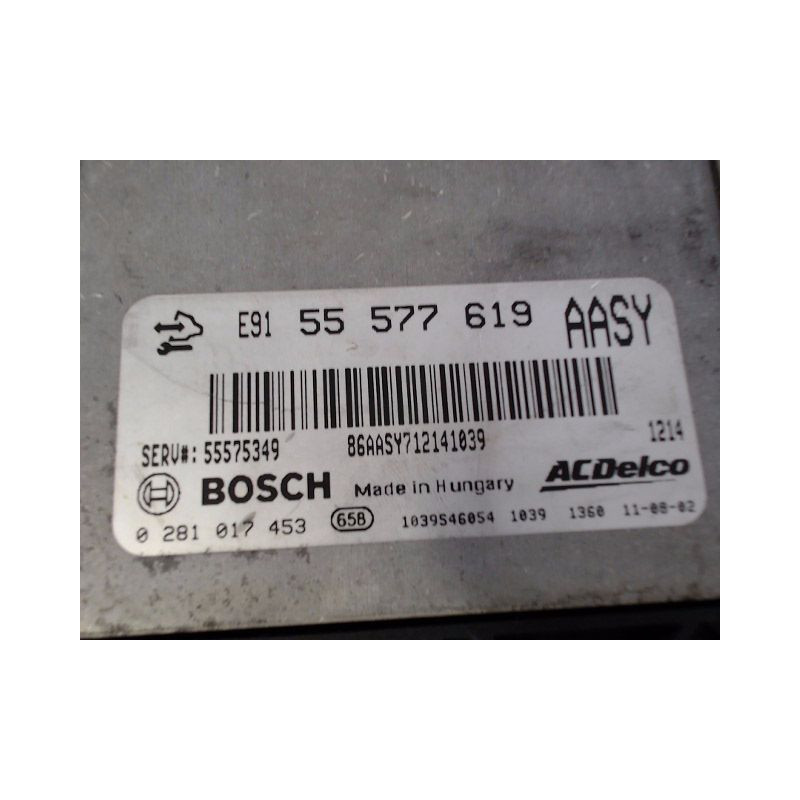 E91 55 577 619 AASY
SERV#: 55575349 86AASY712141039 1214
BOSCH Made in Hungary ACDelco
0 281 017 453 658 1039S46054 1039 1360 11-08-02